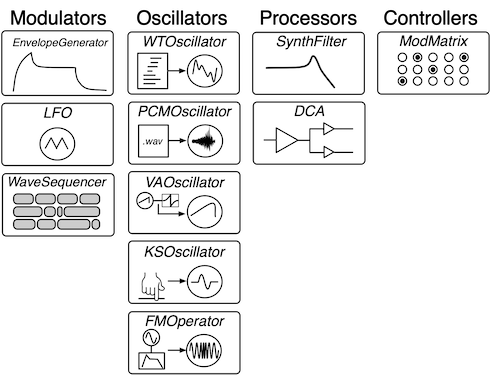 Modulators
Oscillators
Processors
Controllers
EnvelopeGenerator
WTOscillator
SynthFilter
ModMatrix
LFO
PCMOscillator
.wav
DCA
WaveSequencer
VAOscillator
KSOscillator
FMOperator